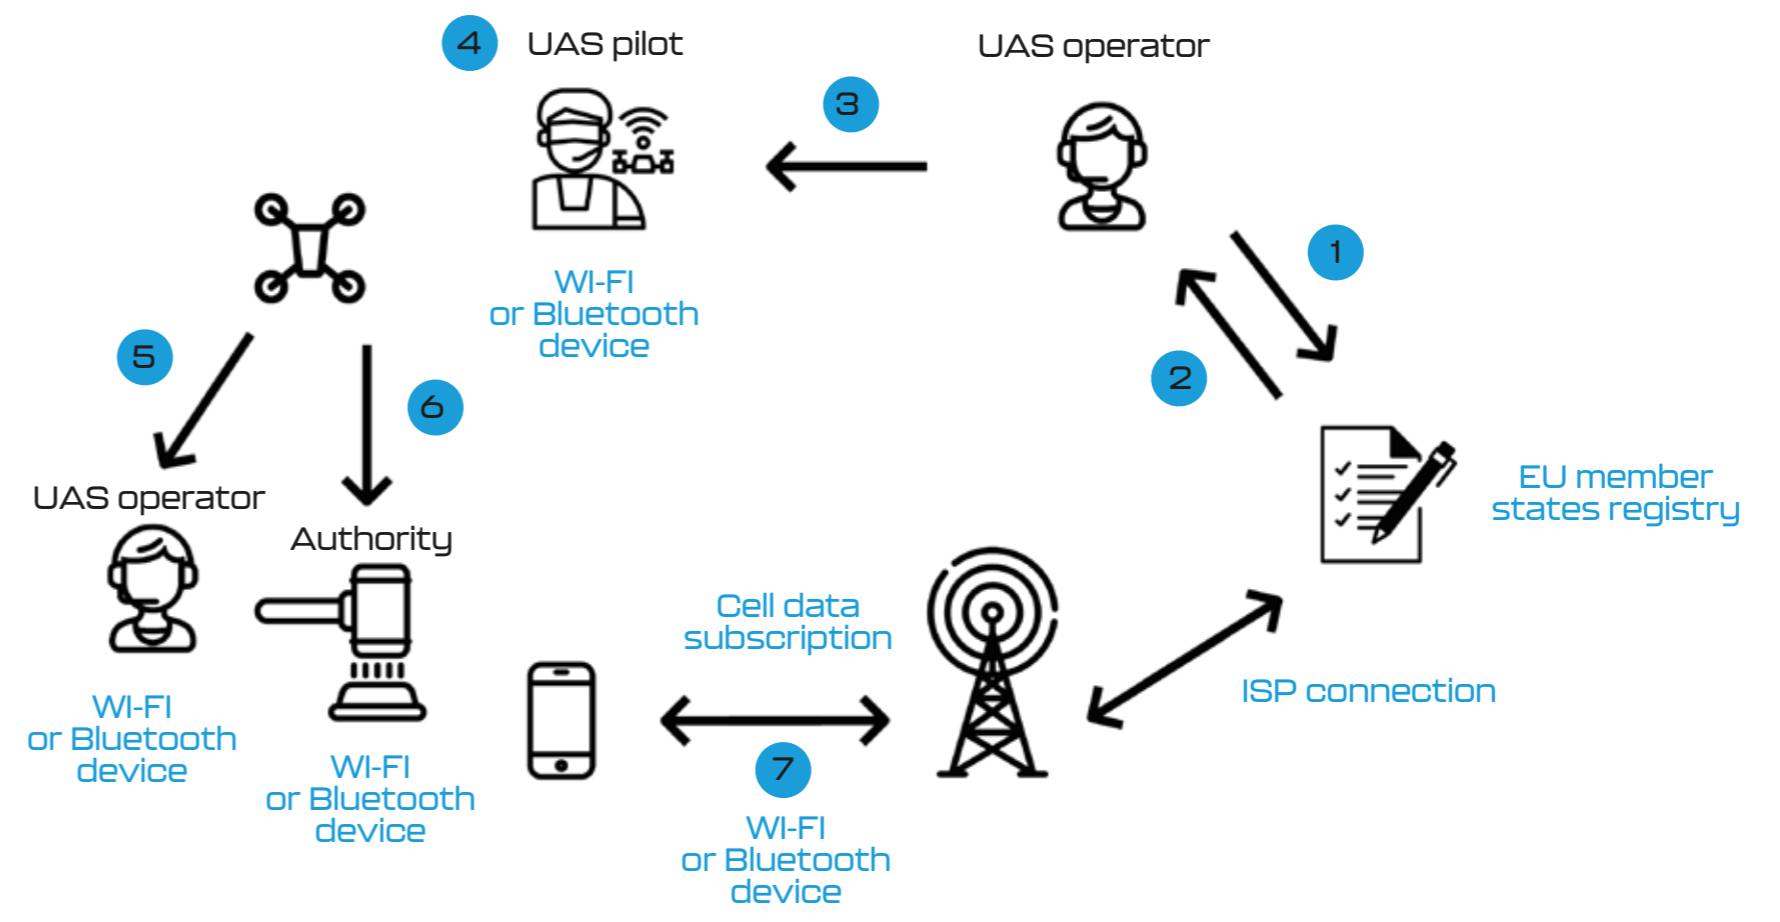 4
UAS pilot
UAS operator
3
1
WI-FI
or Bluetooth
device
5
2
6
UAS operator
Authority
EU member
states registry
Cell data
subscription
ISP connection
WI-FI
or Bluetooth
device
WI-FI
or Bluetooth
device
7
WI-FI
or Bluetooth
device